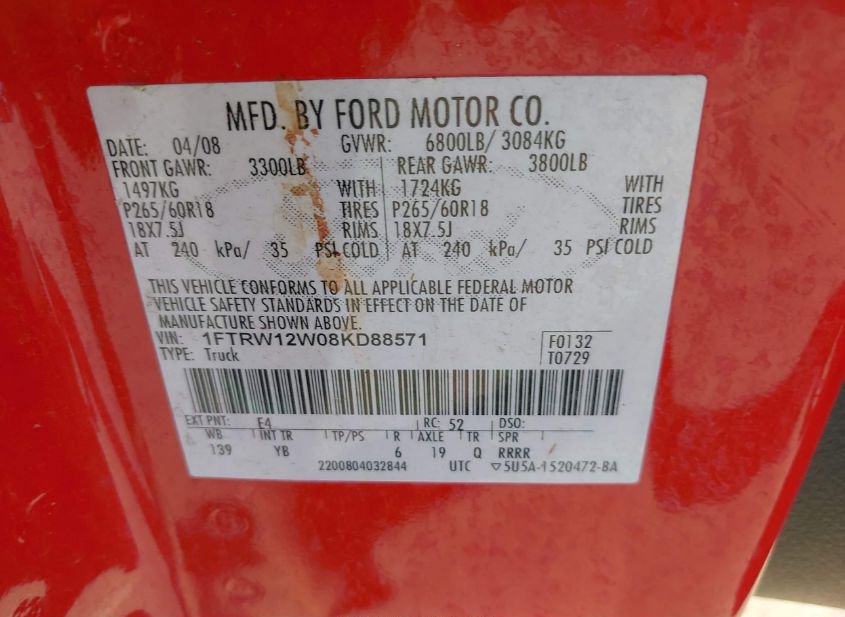 MFD. BY FORD MOTOR CO.
DATE: 04/08 GVWR: 6800LB/ 3084KG
FRONT GAWR: 3300LB REAR GAWR: 3800LB
1497KG WITH 1724KG WITH
P265/60R18 TIRES P265/60R18 TIRES
18X7.5J RIMS 18X7.5J RIMS
AT 240 kPa/ 35 PSI COLD AT 240 kPa/ 35 PSI COLD
THIS VEHICLE CONFORMS TO ALL APPLICABLE FEDERAL MOTOR
VEHICLE SAFETY STANDARDS IN EFFECT ON THE DATE OF
MANUFACTURE SHOWN ABOVE.
VIN: 1FTRW12W08KD88571 F0132
TYPE: Truck T0729
EXT PNT: E4 RC: 52 DSO:
WB INT TR TP/PS R AXLE TR SPR
139 YB 6 19 Q RRRR
2200804032844 UTC ▽5U5A-1520472-BA